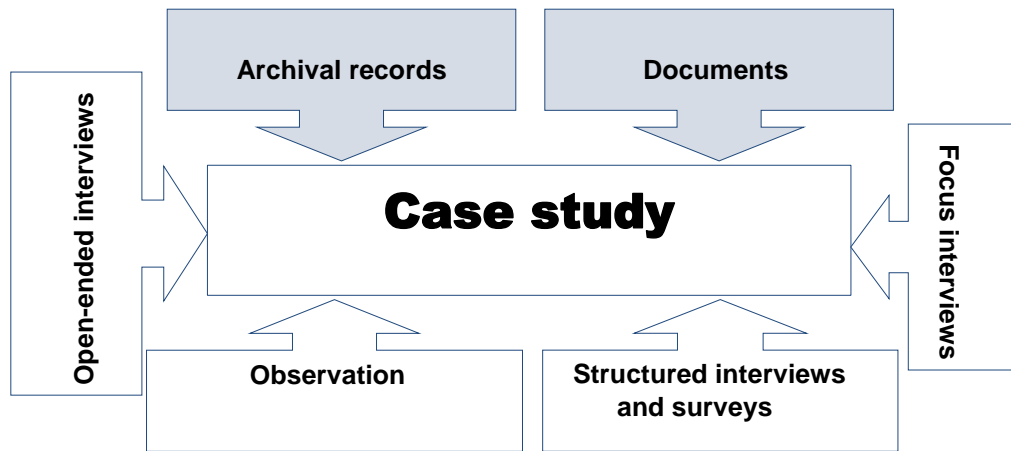 Archival records
Documents
Open-ended interviews
Case study
Focus interviews
Observation
Structured interviews
and surveys